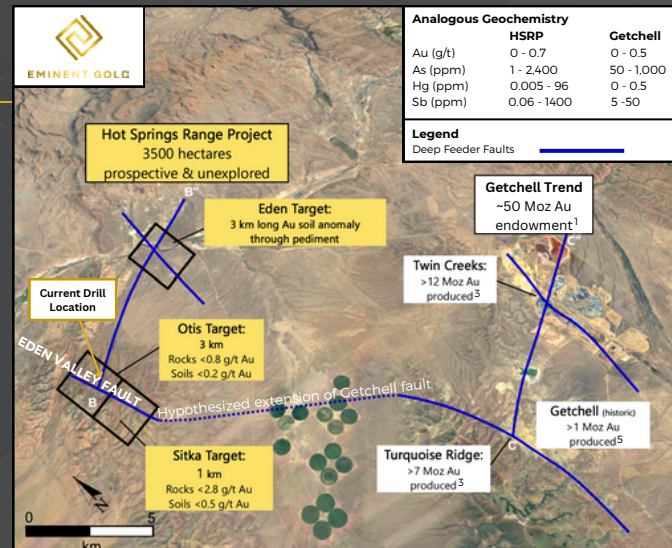 EMINENT GOLD
Analogous Geochemistry
HSRP Getchell
Au (g/t) 0 - 0.7 0 - 0.5
As (ppm) 1 - 2,400 50 - 1,000
Hg (ppm) 0.005 - 96 0 - 0.5
Sb (ppm) 0.06 - 1400 5 -50
Legend
Deep Feeder Faults
Hot Springs Range Project
3500 hectares
prospective & unexplored
B"
Eden Target:
3 km long Au soil anomaly
through pediment
Getchell Trend
~50 Moz Au
endowment¹
C"
Twin Creeks:
>12 Moz Au
produced³
Current Drill
Location
EDEN VALLEY FAULT
B
Otis Target:
3 km
Rocks <0.8 g/t Au
Soils <0.2 g/t Au
Hypothesized extension of Getchell fault
Getchell (historic)
>1 Moz Au
produced⁵
Sitka Target:
1 km
Rocks <2.8 g/t Au
Soils <0.5 g/t Au
Turquoise Ridge:
>7 Moz Au
produced³
C
N
0 5
km